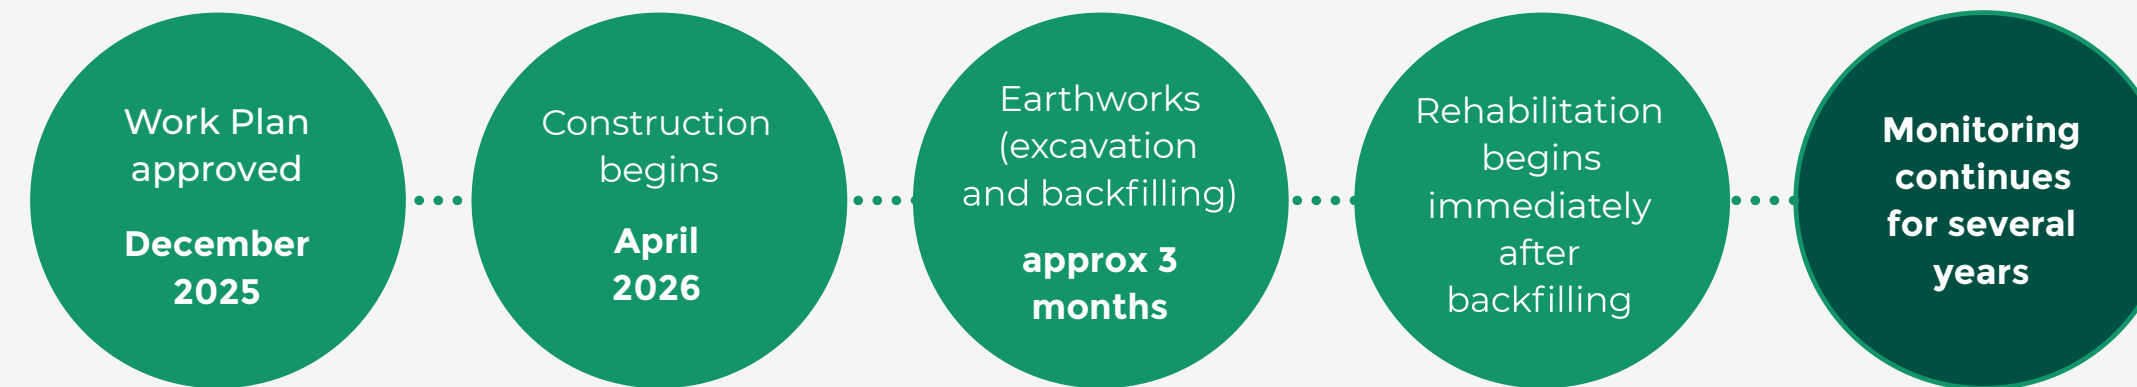 Work Plan
approved
December
2025
Construction
begins
April
2026
Earthworks
(excavation
and backfilling)
approx 3
months
Rehabilitation
begins
immediately
after
backfilling
Monitoring
continues
for several
years